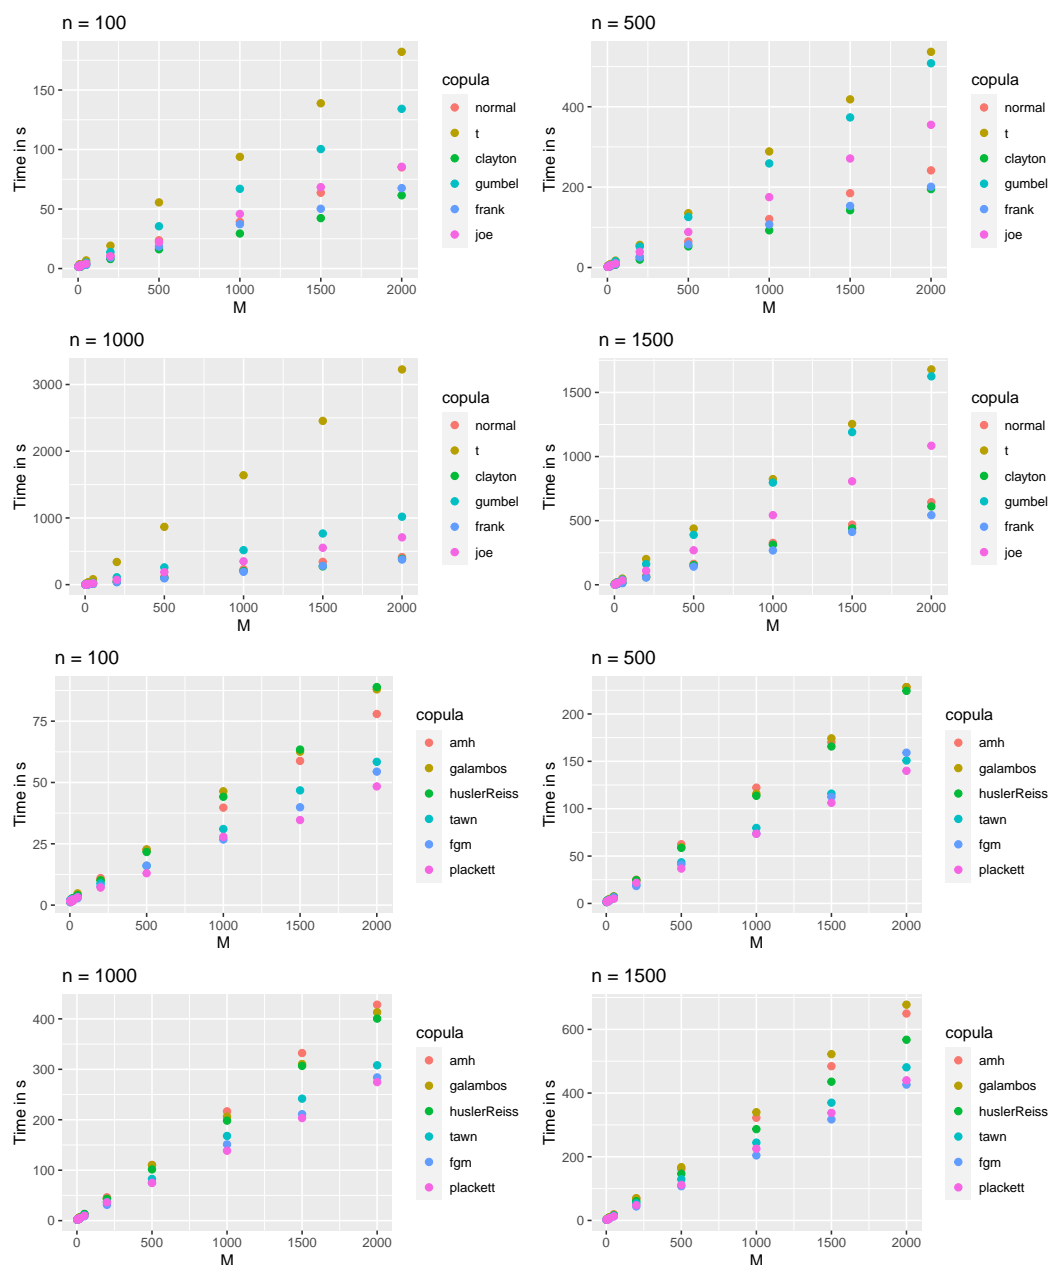 n = 100
Time in s
150
100
50
0
0 500 1000 1500 2000
M
copula
normal
t
clayton
gumbel
frank
joe
n = 500
Time in s
400
200
0
0 500 1000 1500 2000
M
copula
normal
t
clayton
gumbel
frank
joe
n = 1000
Time in s
3000
2000
1000
0
0 500 1000 1500 2000
M
copula
normal
t
clayton
gumbel
frank
joe
n = 1500
Time in s
1500
1000
500
0
0 500 1000 1500 2000
M
copula
normal
t
clayton
gumbel
frank
joe
n = 100
Time in s
75
50
25
0
0 500 1000 1500 2000
M
copula
amh
galambos
huslerReiss
tawn
fgm
plackett
n = 500
Time in s
200
150
100
50
0
0 500 1000 1500 2000
M
copula
amh
galambos
huslerReiss
tawn
fgm
plackett
n = 1000
Time in s
400
300
200
100
0
0 500 1000 1500 2000
M
copula
amh
galambos
huslerReiss
tawn
fgm
plackett
n = 1500
Time in s
600
400
200
0
0 500 1000 1500 2000
M
copula
amh
galambos
huslerReiss
tawn
fgm
plackett